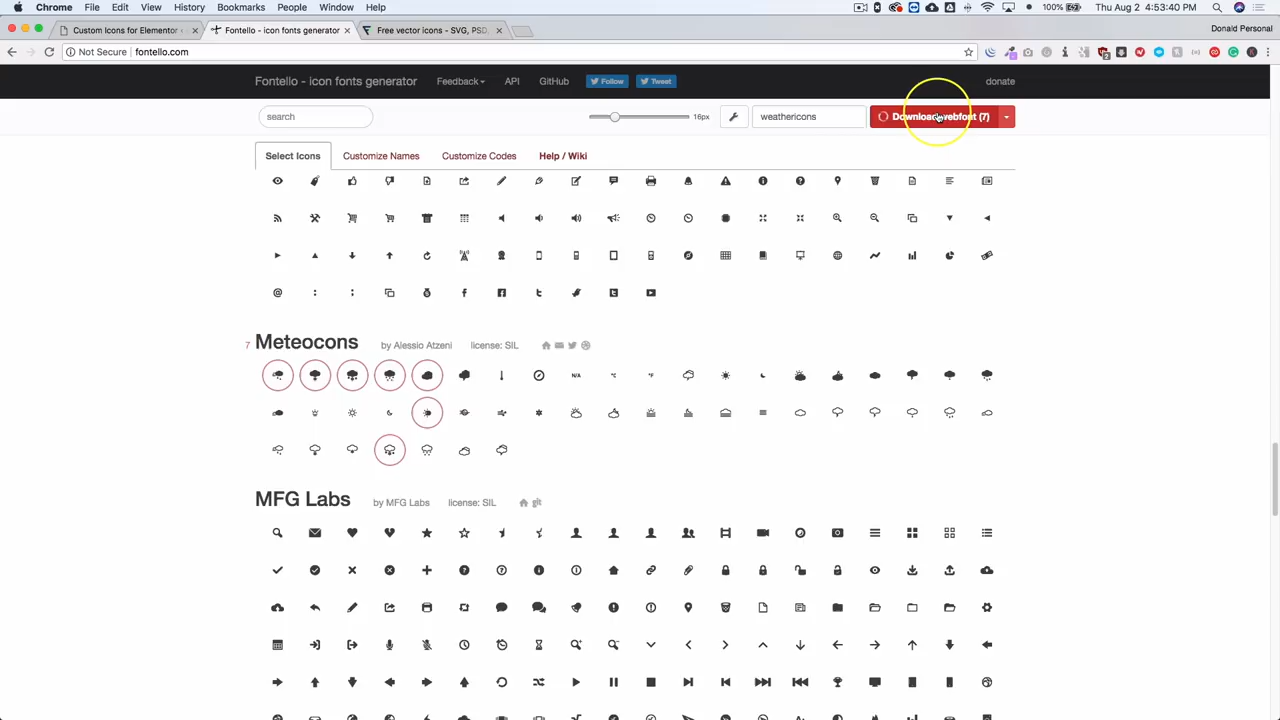 Chrome File Edit View History Bookmarks People Window Help 100% Thu Aug 2 4:53:40 PM Donald Personal
Custom Icons for Elementor - Fontello - icon fonts generator Free vector icons - SVG, PSD,
Not Secure fontello.com
Fontello - icon fonts generator Feedback API GitHub Follow Tweet donate
search 16px weathericons Download webfont (7)
Select Icons Customize Names Customize Codes Help / Wiki
7 Meteocons by Alessio Atzeni license: SIL
N/A °C °F
MFG Labs by MFG Labs license: SIL